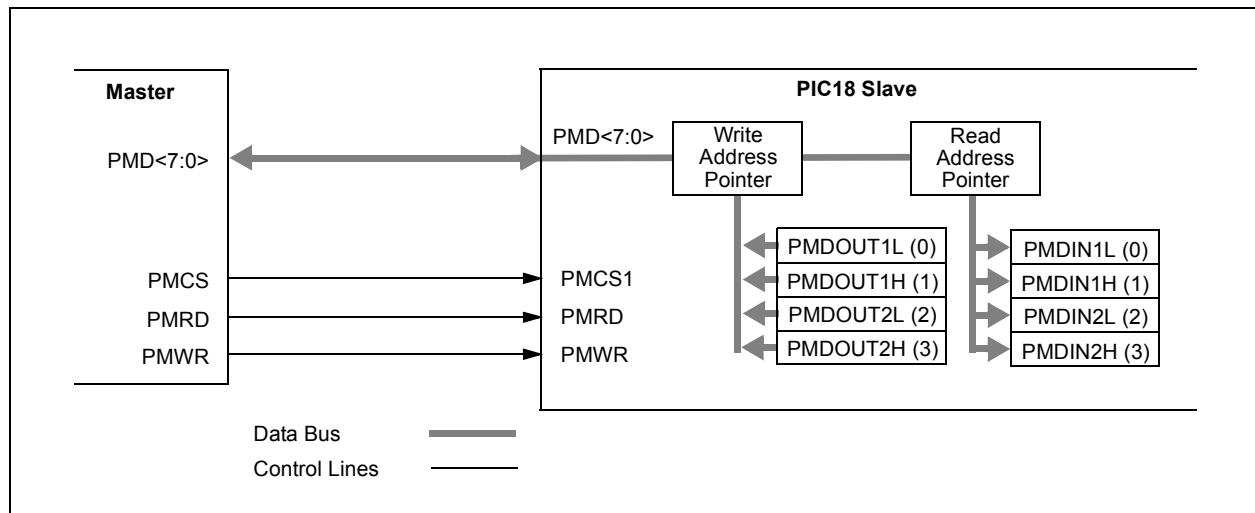 Master
PMD<7:0>
PMCS
PMRD
PMWR
PIC18 Slave
PMD<7:0>
Write
Address
Pointer
Read
Address
Pointer
PMCS1
PMRD
PMWR
PMDOUT1L (0)
PMDOUT1H (1)
PMDOUT2L (2)
PMDOUT2H (3)
PMDIN1L (0)
PMDIN1H (1)
PMDIN2L (2)
PMDIN2H (3)
Data Bus
Control Lines